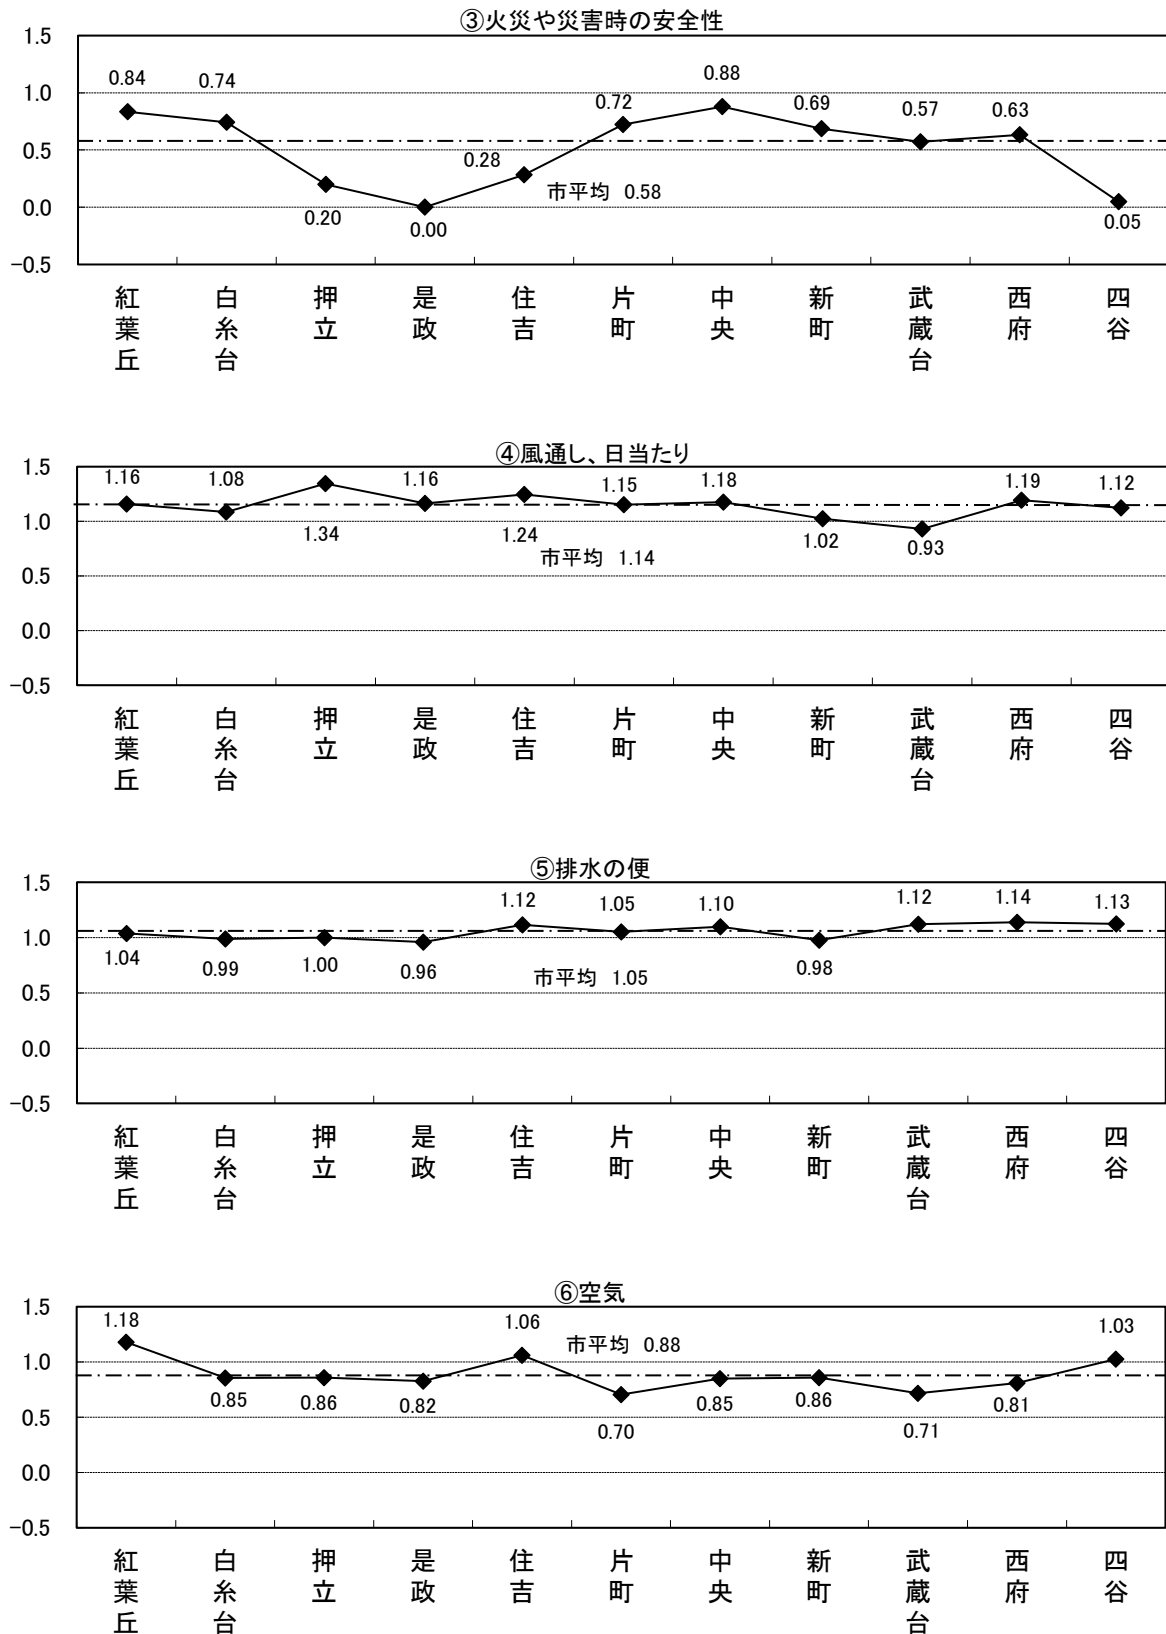 ③火災や災害時の安全性
1.5
1.0
0.5
0.0
−0.5
0.84
0.74
0.20
0.00
0.28
0.72
0.88
0.69
0.57
0.63
0.05
市平均 0.58
紅葉丘
白糸台
押立
是政
住吉
片町
中央
新町
武蔵台
西府
四谷
④風通し、日当たり
1.5
1.0
0.5
0.0
−0.5
1.16
1.08
1.34
1.16
1.24
1.15
1.18
1.02
0.93
1.19
1.12
市平均 1.14
紅葉丘
白糸台
押立
是政
住吉
片町
中央
新町
武蔵台
西府
四谷
⑤排水の便
1.5
1.0
0.5
0.0
−0.5
1.04
0.99
1.00
0.96
1.12
1.05
1.10
0.98
1.12
1.14
1.13
市平均 1.05
紅葉丘
白糸台
押立
是政
住吉
片町
中央
新町
武蔵台
西府
四谷
⑥空気
1.5
1.0
0.5
0.0
−0.5
1.18
0.85
0.86
0.82
1.06
0.70
0.85
0.86
0.71
0.81
1.03
市平均 0.88
紅葉丘
白糸台
押立
是政
住吉
片町
中央
新町
武蔵台
西府
四谷